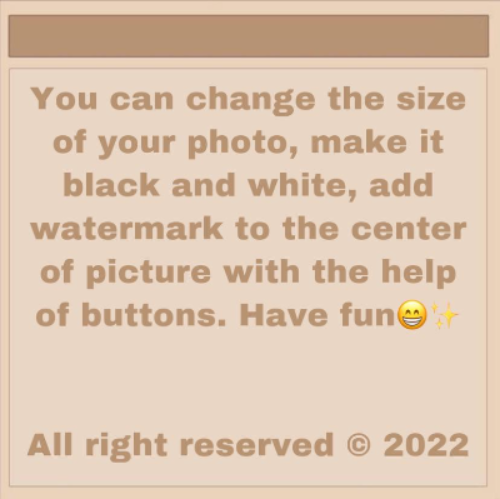 You can change the size
of your photo, make it
black and white, add
watermark to the center
of picture with the help
of buttons. Have fun😁✨
All right reserved © 2022